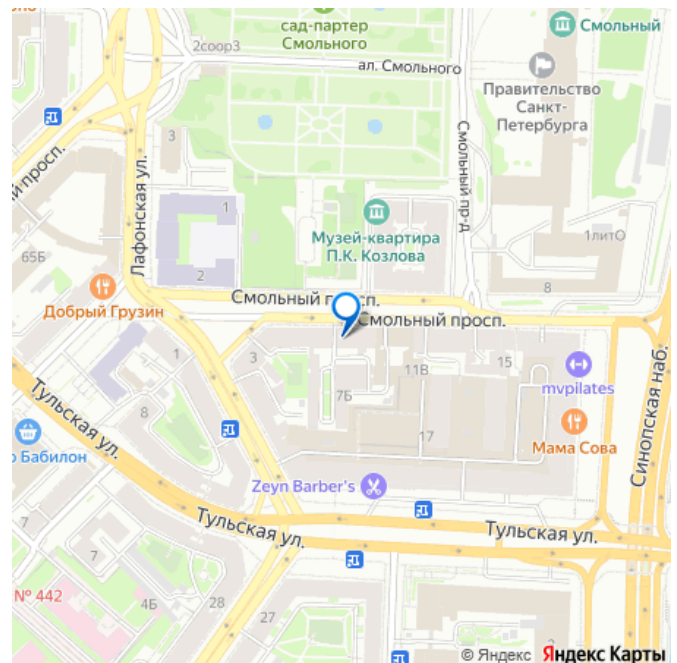 сад-партер
Смольного
Смольный
2соор3
ал. Смольного
Правительство
Санкт-
Петербурга
3
Смольный пр-д
ый просп.
Лафонская ул.
1
Музей-квартира
П.К. Козлова
1литО
65Б
2
8
Добрый Грузин
Смольный просп.
Смольный просп.
3
1
15
11В
mvpilates
7Б
Синопская наб.
Тульская ул.
8
17
Мама Сова
р Бабилон
Zeyn Barber's
Тульская ул.
Тульская ул.
7
7
№ 442
4Б
28
27
© Яндекс Яндекс Карты